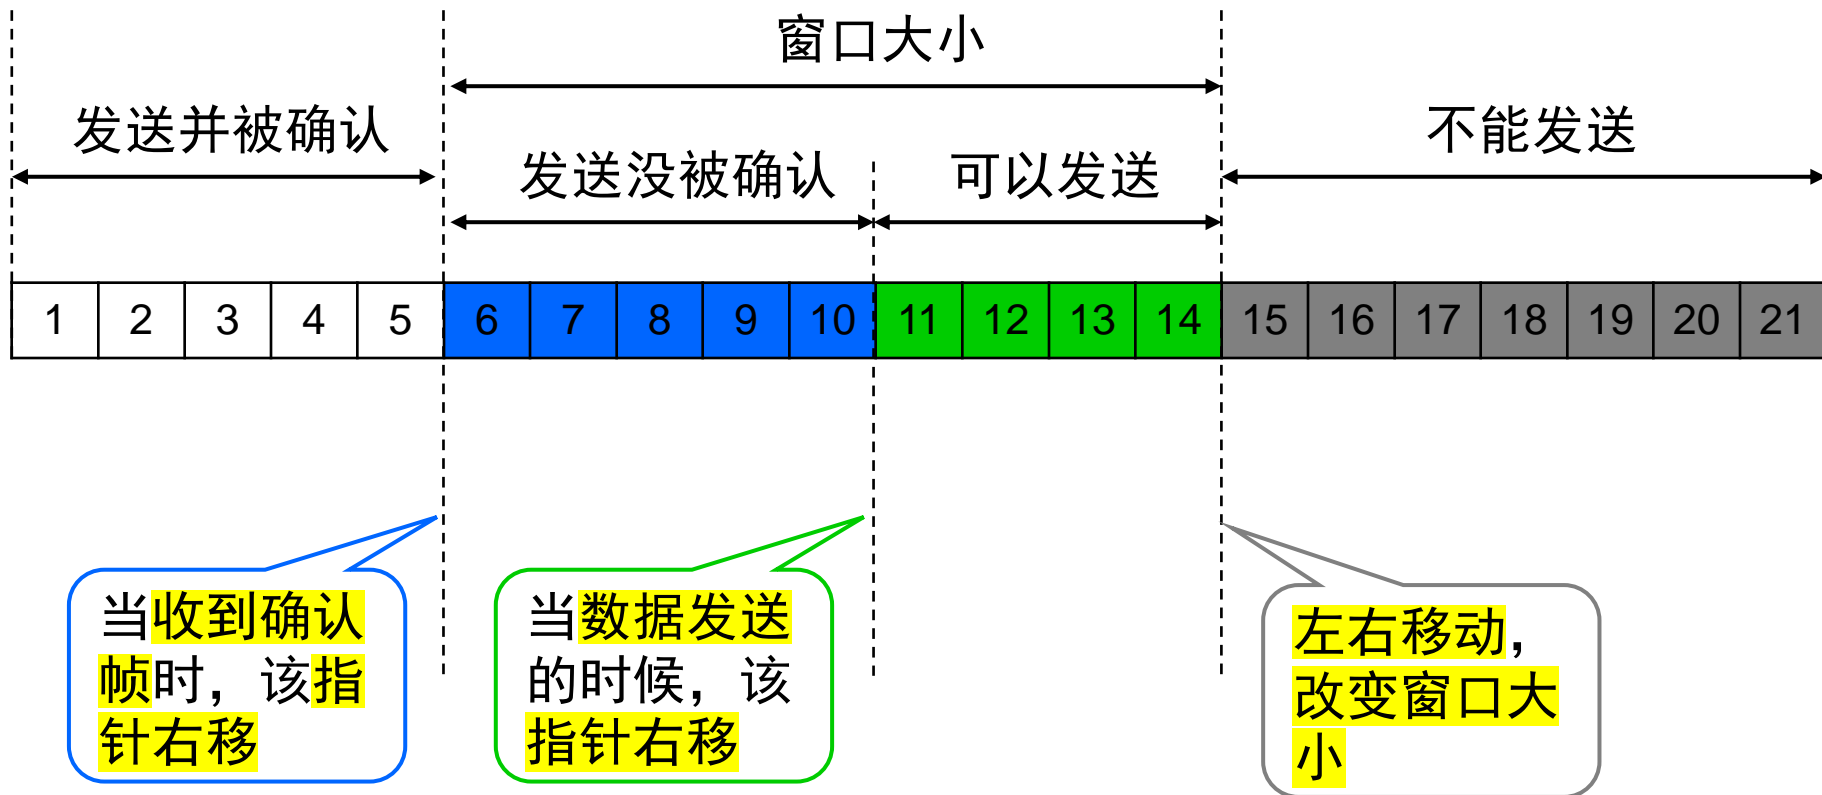 窗口大小
发送并被确认
不能发送
发送没被确认
可以发送
1 2 3 4 5 6 7 8 9 10 11 12 13 14 15 16 17 18 19 20 21
当收到确认
帧时，该指
针右移
当数据发送
的时候，该
指针右移
左右移动，
改变窗口大
小